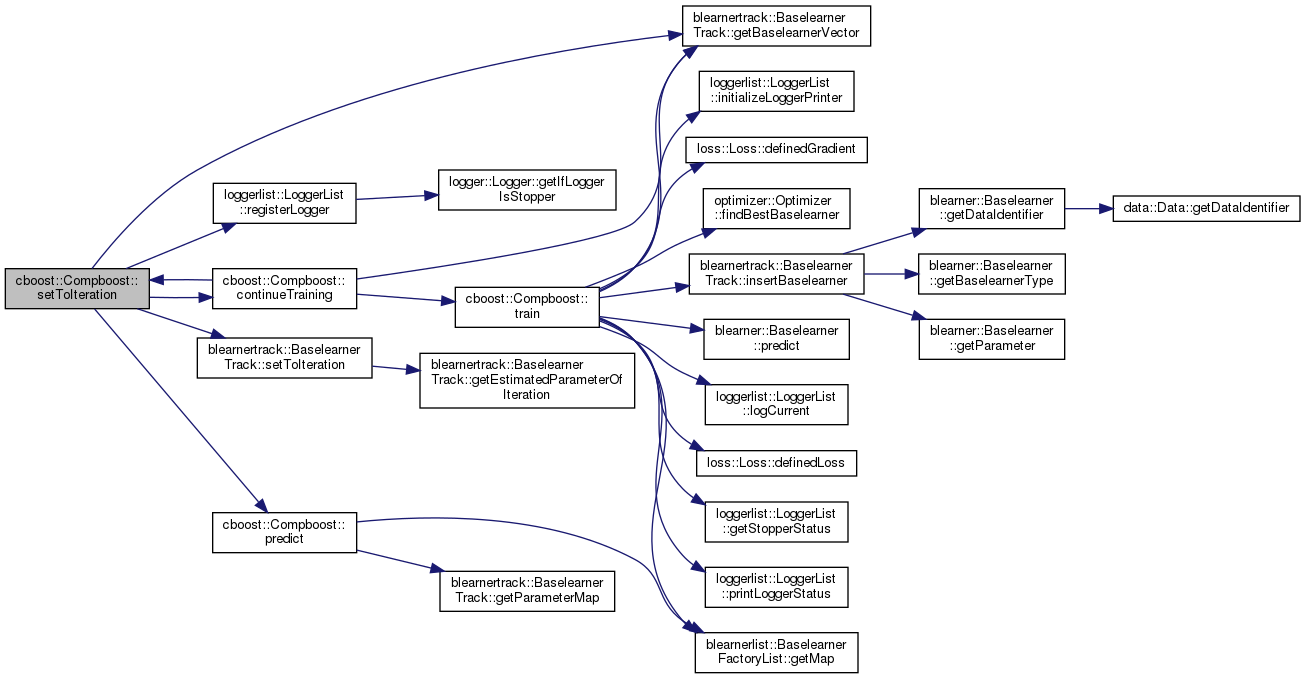 blearnertrack::Baselearner
Track::getBaselearnerVector
loggerlist::LoggerList
::initializeLoggerPrinter
loss::Loss::definedGradient
logger::Logger::getIfLogger
IsStopper
loggerlist::LoggerList
::registerLogger
optimizer::Optimizer
::findBestBaselearner
blearner::Baselearner
::getDataIdentifier
data::Data::getDataIdentifier
cboost::Compboost::
setToIteration
cboost::Compboost::
continueTraining
blearnertrack::Baselearner
Track::insertBaselearner
blearner::Baselearner
::getBaselearnerType
cboost::Compboost::
train
blearner::Baselearner
::predict
blearner::Baselearner
::getParameter
blearnertrack::Baselearner
Track::setToIteration
blearnertrack::Baselearner
Track::getEstimatedParameterOf
Iteration
loggerlist::LoggerList
::logCurrent
loss::Loss::definedLoss
loggerlist::LoggerList
::getStopperStatus
cboost::Compboost::
predict
loggerlist::LoggerList
::printLoggerStatus
blearnertrack::Baselearner
Track::getParameterMap
blearnerlist::Baselearner
FactoryList::getMap